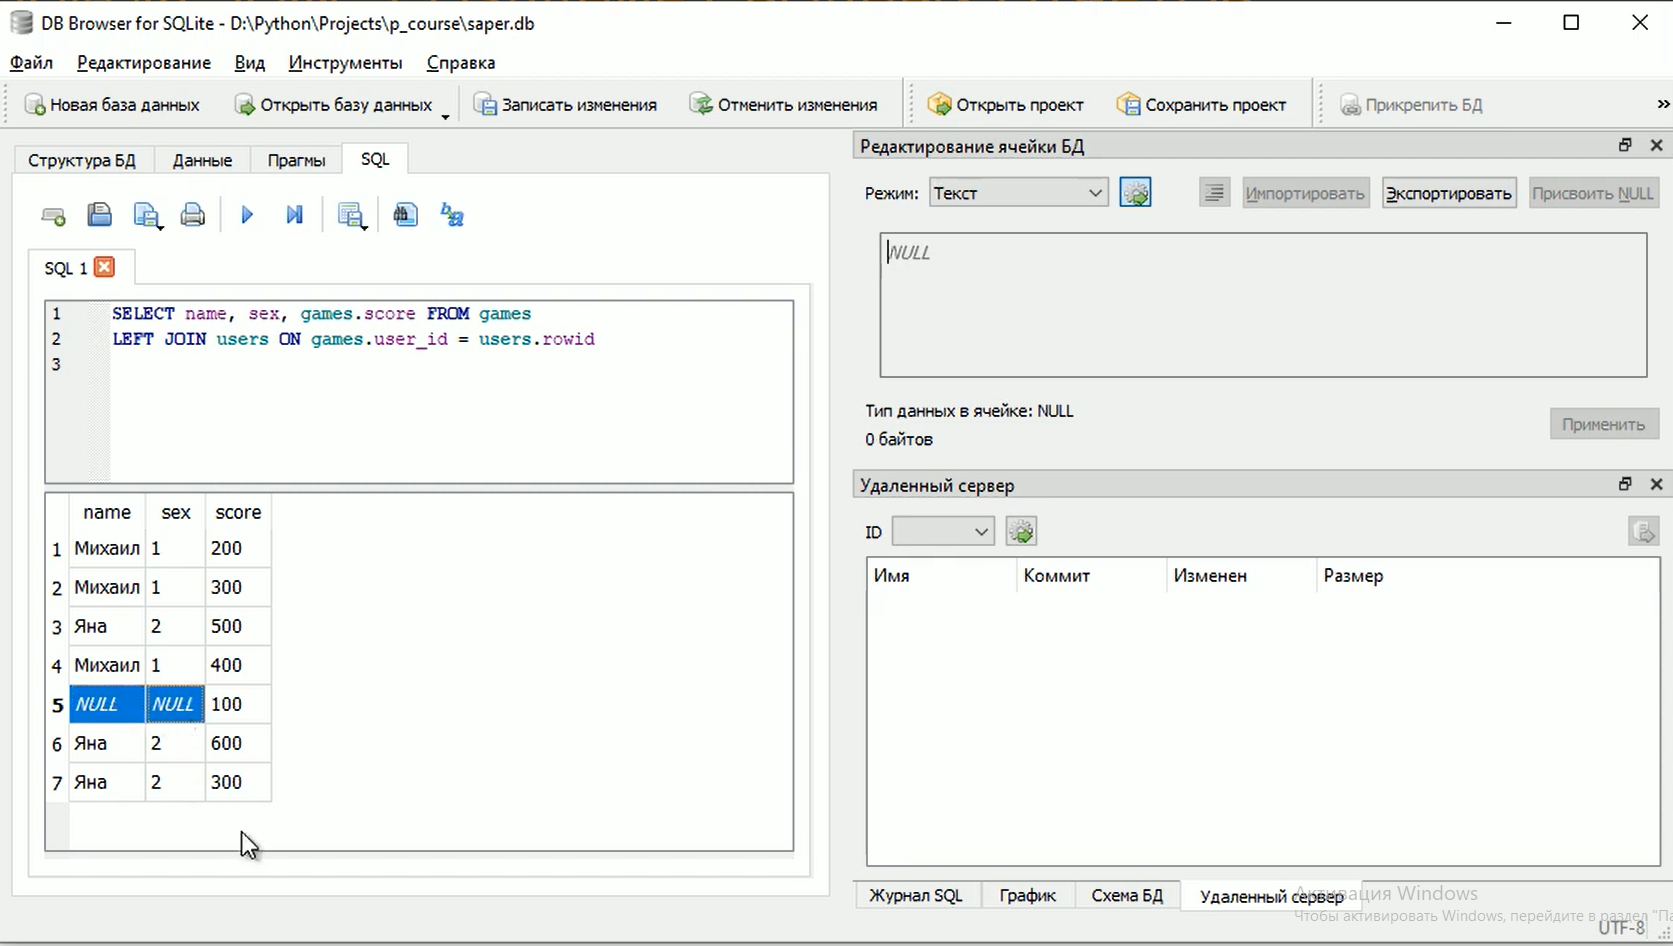 DB Browser for SQLite - D:\Python\Projects\p_course\saper.db
Файл Редактирование Вид Инструменты Справка
Новая база данных Открыть базу данных Записать изменения Отменить изменения Открыть проект Сохранить проект Прикрепить БД »
Структура БД Данные Прагмы SQL
SQL 1
1 SELECT name, sex, games.score FROM games
2 LEFT JOIN users ON games.user_id = users.rowid
3
name sex score
1 Михаил 1 200
2 Михаил 1 300
3 Яна 2 500
4 Михаил 1 400
5 NULL NULL 100
6 Яна 2 600
7 Яна 2 300
Редактирование ячейки БД
Режим: Текст Импортировать Экспортировать Присвоить NULL
NULL
Тип данных в ячейке: NULL
0 байтов
Применить
Удаленный сервер
ID
Имя Коммит Изменен Размер
Журнал SQL График Схема БД Удаленный сервер
Активация Windows
Чтобы активировать Windows, перейдите в раздел "Па
UTF-8